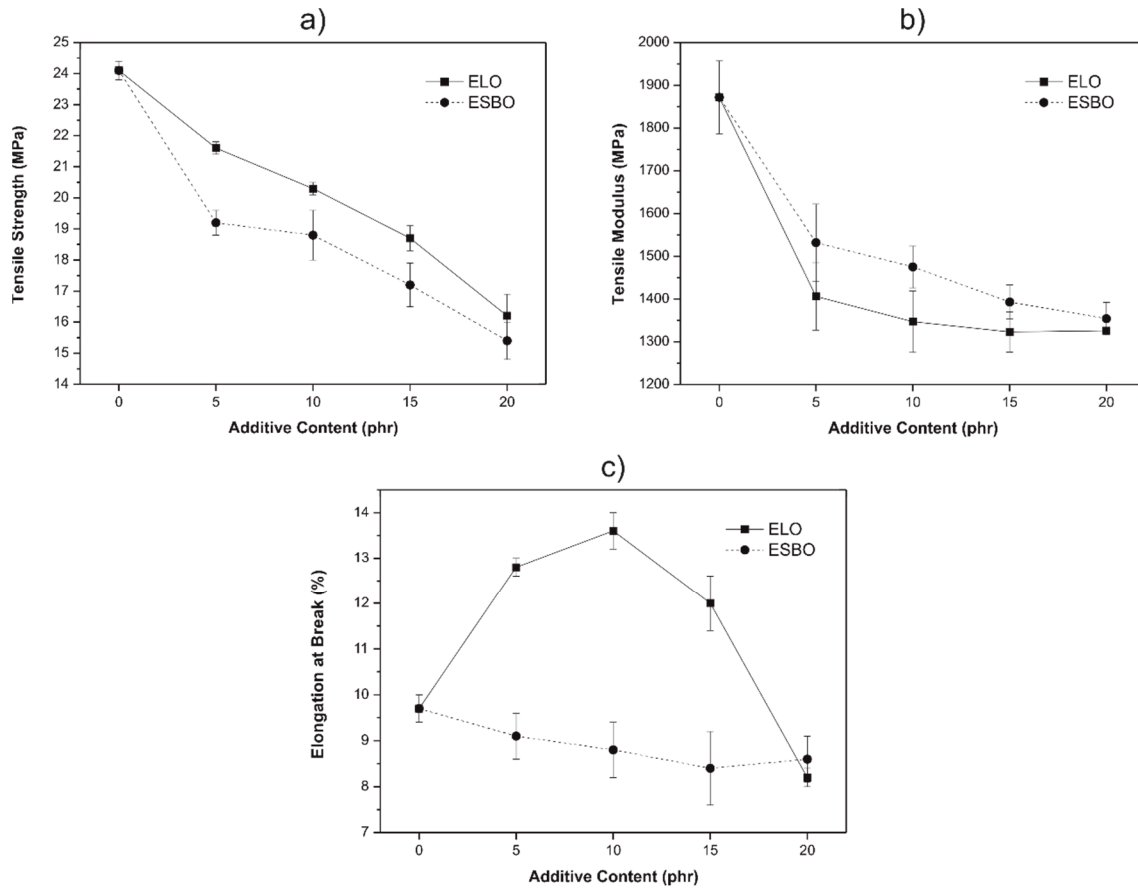 a)
25
24
23
22
21
20
19
18
17
16
15
14
Tensile Strength (MPa)
ELO
ESBO
0 5 10 15 20
Additive Content (phr)
b)
2000
1900
1800
1700
1600
1500
1400
1300
1200
Tensile Modulus (MPa)
ELO
ESBO
0 5 10 15 20
Additive Content (phr)
c)
14
13
12
11
10
9
8
7
Elongation at Break (%)
ELO
ESBO
0 5 10 15 20
Additive Content (phr)